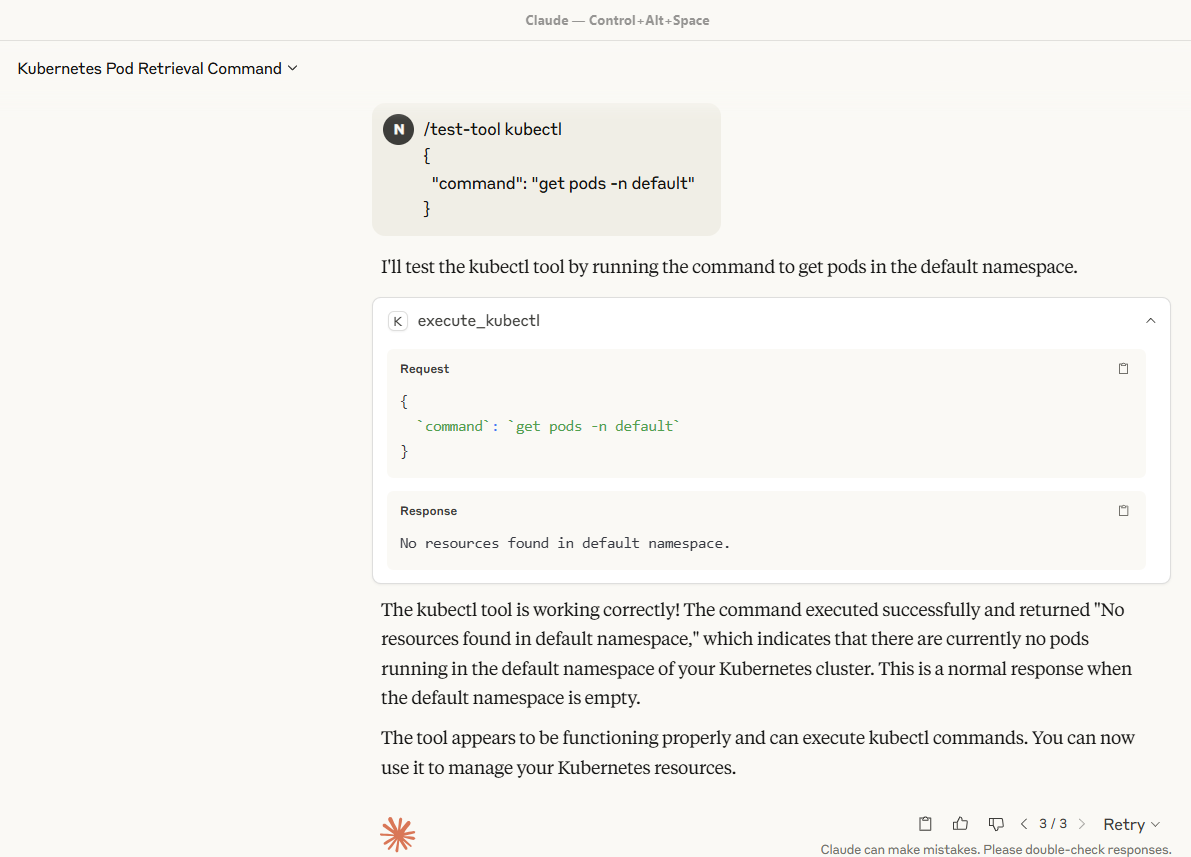 Claude — Control+Alt+Space
Kubernetes Pod Retrieval Command
N
/test-tool kubectl
{
"command": "get pods -n default"
}
I'll test the kubectl tool by running the command to get pods in the default namespace.
K execute_kubectl
Request
{
`command`: `get pods -n default`
}
Response
No resources found in default namespace.
The kubectl tool is working correctly! The command executed successfully and returned "No
resources found in default namespace," which indicates that there are currently no pods
running in the default namespace of your Kubernetes cluster. This is a normal response when
the default namespace is empty.
The tool appears to be functioning properly and can execute kubectl commands. You can now
use it to manage your Kubernetes resources.
3 / 3 Retry
Claude can make mistakes. Please double-check responses.